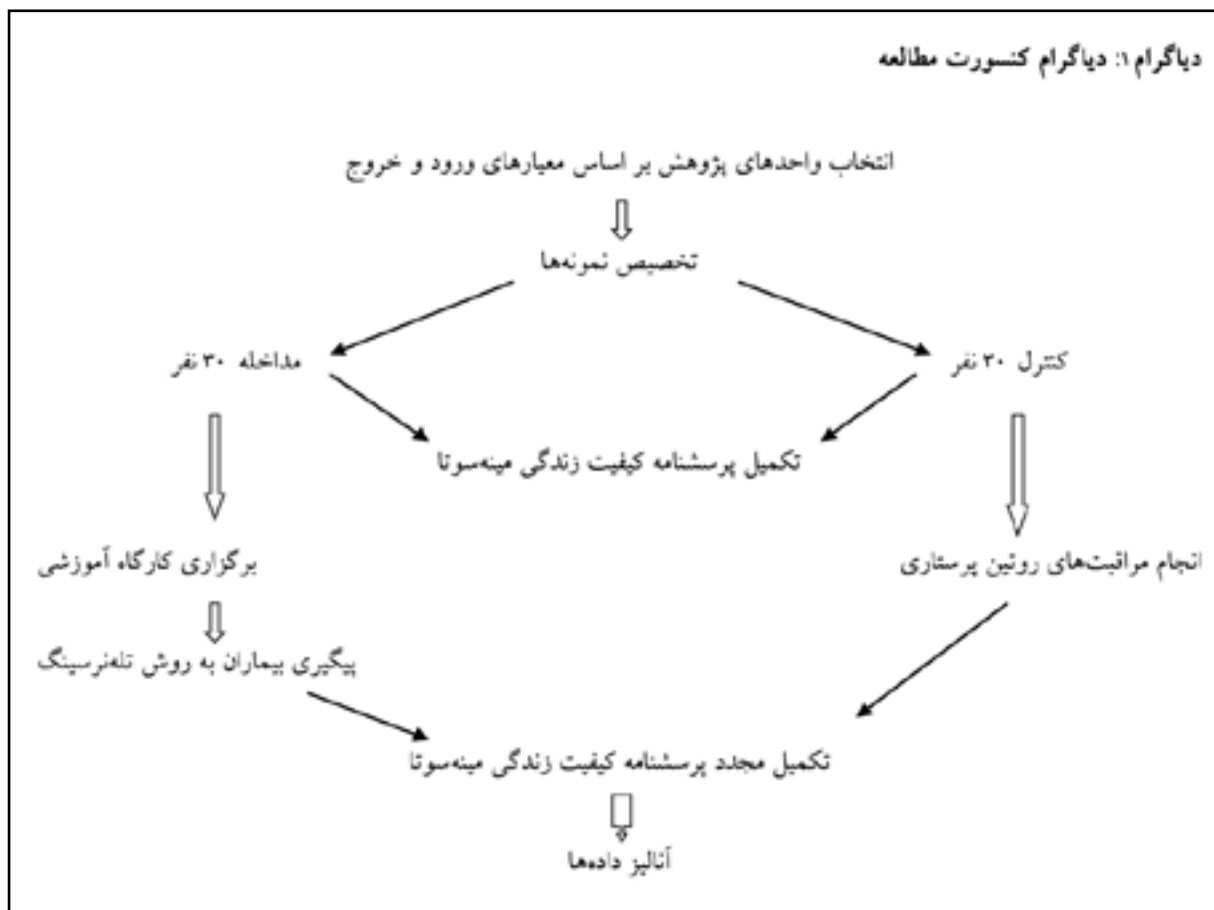 دیاگرام ۱: دیاگرام کنسورت مطالعه
انتخاب واحدهای پژوهش بر اساس معیارهای ورود و خروج
تخصیص نمونه‌ها
کنترل ۳۰ نفر
مداخله ۳۰ نفر
تکمیل پرسشنامه کیفیت زندگی مینه‌سوتا
انجام مراقبت‌های روتین پرستاری
برگزاری کارگاه آموزشی
پیگیری بیماران به روش تله‌نرسینگ
تکمیل مجدد پرسشنامه کیفیت زندگی مینه‌سوتا
آنالیز داده‌ها